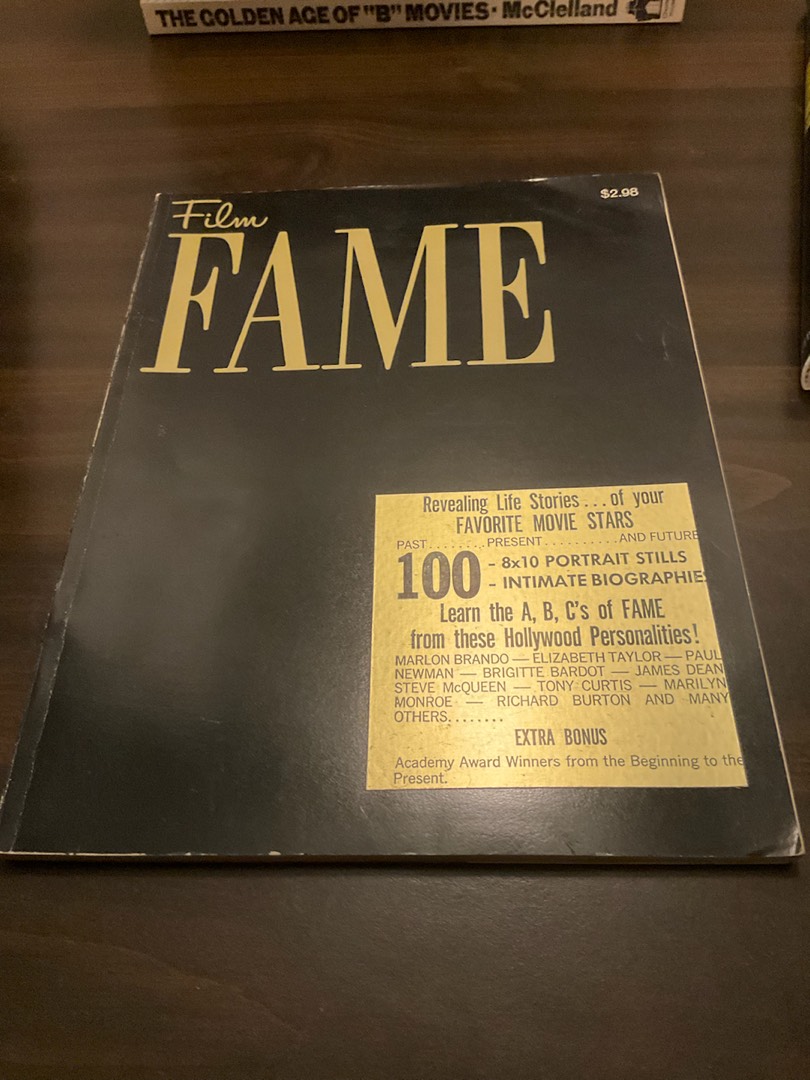 THE GOLDEN AGE OF "B" MOVIES • McClelland
$2.98
Film
FAME
Revealing Life Stories . . . of your
FAVORITE MOVIE STARS
PAST . . . . . . . . PRESENT . . . . . . . . . . AND FUTURE
100 - 8x10 PORTRAIT STILLS
- INTIMATE BIOGRAPHIES
Learn the A, B, C's of FAME
from these Hollywood Personalities!
MARLON BRANDO — ELIZABETH TAYLOR — PAUL
NEWMAN — BRIGITTE BARDOT — JAMES DEAN
STEVE McQUEEN — TONY CURTIS — MARILYN
MONROE — RICHARD BURTON AND MANY
OTHERS. . . . . . . .
EXTRA BONUS
Academy Award Winners from the Beginning to the
Present.